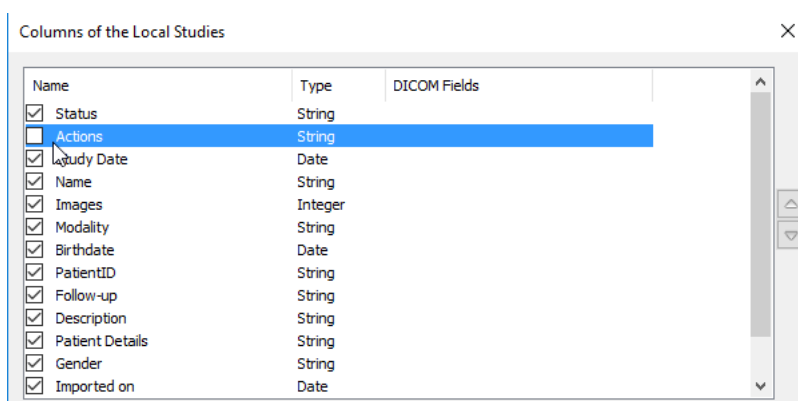 Columns of the Local Studies
Name Type DICOM Fields
Status String
Actions String
Study Date Date
Name String
Images Integer
Modality String
Birthdate Date
PatientID String
Follow-up String
Description String
Patient Details String
Gender String
Imported on Date